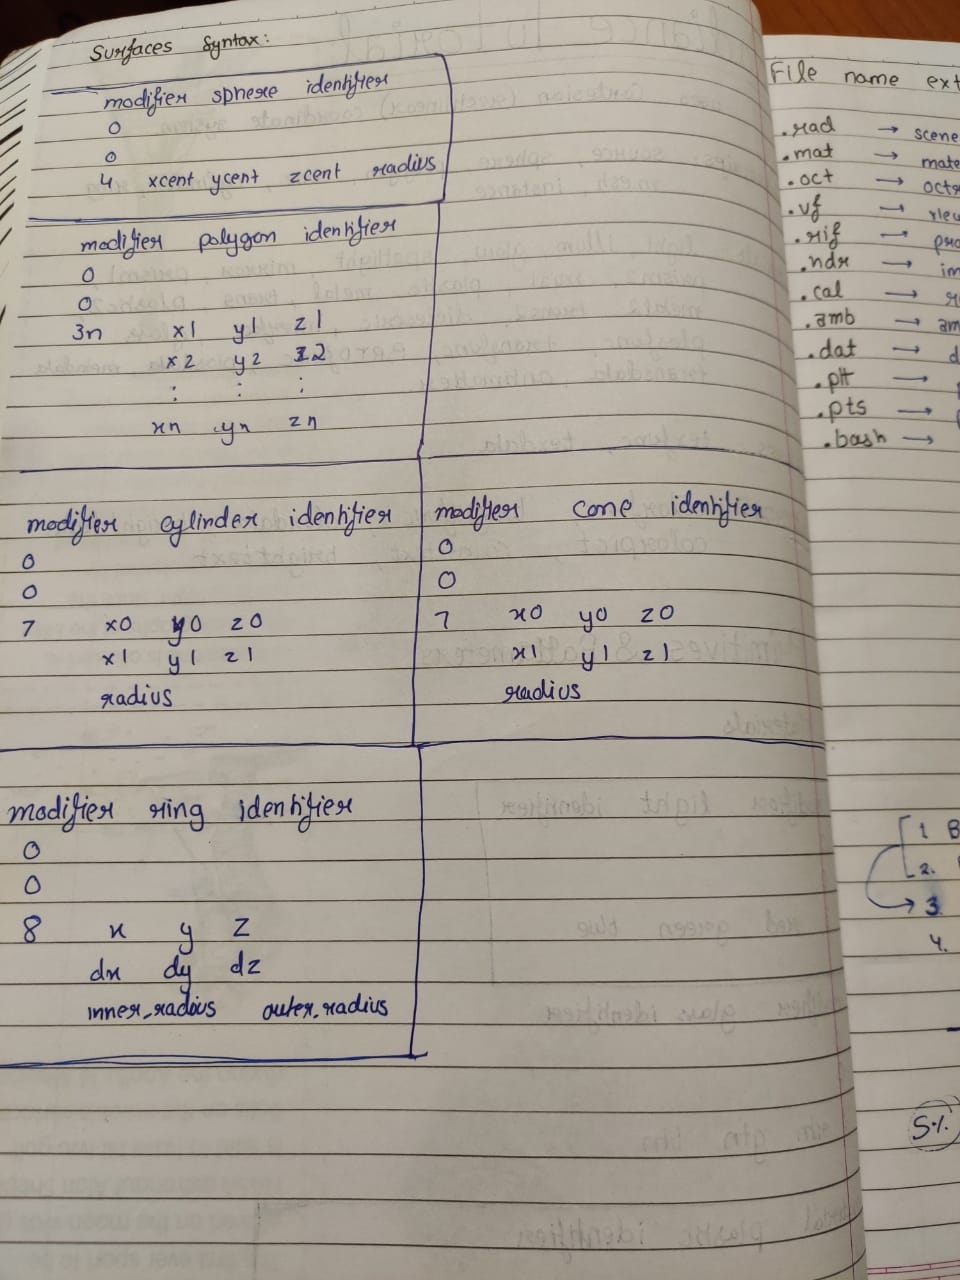 Surfaces Syntax:
modifier sphere identifier
0
0
4 xcent ycent zcent radius
modifier polygon identifier
0
0
3n x1 y1 z1
x2 y2 z2
: : :
xn yn zn
modifier cylinder identifier
0
0
7 x0 y0 z0
x1 y1 z1
radius
modifier cone identifier
0
0
7 x0 y0 z0
x1 y1 z1
radius
modifier ring identifier
0
0
8 x y z
dx dy dz
inner_radius outer_radius
File name ext
.rad → scene
.mat → mate
.oct → oct
.vf →
.rif → pro
.hdr → im
.cal →
.amb → am
.dat → d
.plt →
.pts →
.bash →
1 B
2.
3
4.
5%